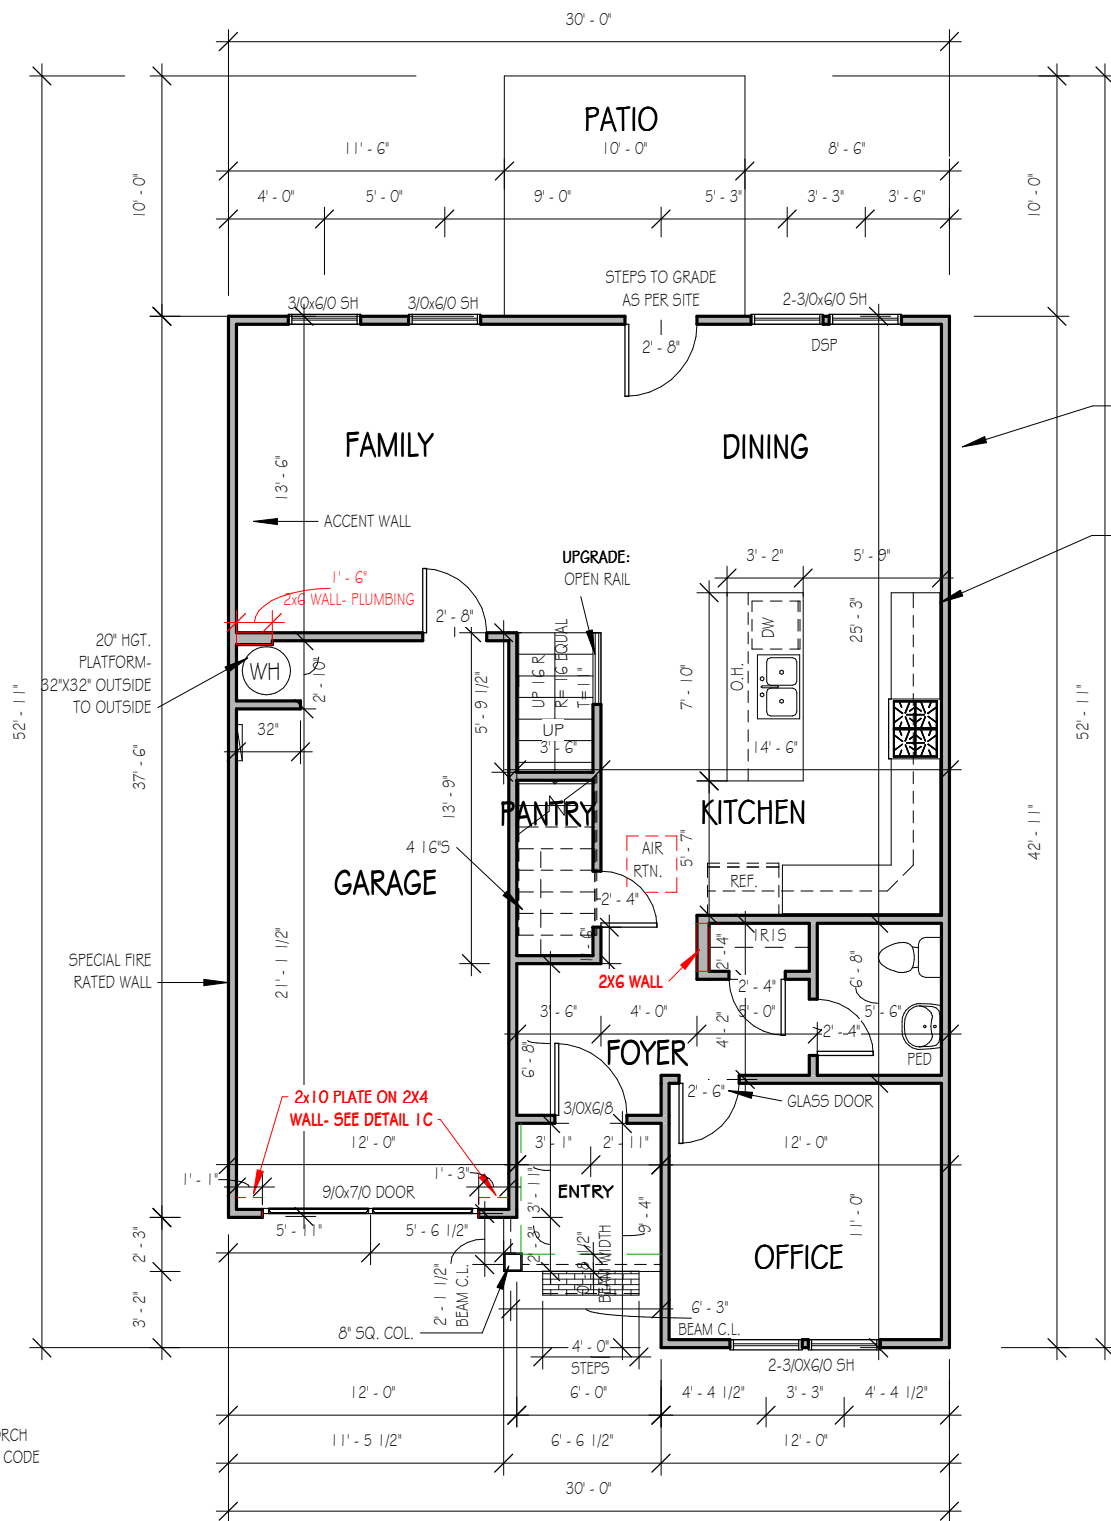 30' - 0"
PATIO
11' - 6"
10' - 0"
8' - 6"
4' - 0"
5' - 0"
9' - 0"
5' - 3"
3' - 3"
3' - 6"
10' - 0"
10' - 0"
STEPS TO GRADE
AS PER SITE
3/0x6/0 SH
3/0x6/0 SH
2-3/0x6/0 SH
2' - 8"
DSP
FAMILY
DINING
13' - 6"
ACCENT WALL
UPGRADE:
OPEN RAIL
3' - 2"
5' - 9"
1' - 6"
2x6 WALL- PLUMBING
2' - 8"
25' - 3"
20" HGT.
PLATFORM-
32"X32" OUTSIDE
TO OUTSIDE
WH
2' - 10"
5' - 9 1/2"
UP 16 R
R= 16 EQUAL
T= 11"
UP
3' - 6"
DW
O.H.
7' - 10"
14' - 6"
52' - 11"
52' - 11"
37' - 6"
42' - 11"
32"
13' - 9"
PANTRY
KITCHEN
4 16"S
AIR
RTN.
5' - 7"
GARAGE
REF.
2' - 4"
21' - 1 1/2"
SPECIAL FIRE
RATED WALL
2X6 WALL
2' - 4"
IRIS
2' - 4"
6' - 8"
3' - 6"
4' - 0"
5' - 0"
5' - 6"
4' - 2"
2' - 4"
FOYER
6' - 8"
PED
2x10 PLATE ON 2X4
WALL- SEE DETAIL 1C
3/0X6/8
2' - 6"
GLASS DOOR
12' - 0"
3' - 1"
2' - 11"
12' - 0"
1' - 1"
1' - 3"
9/0x7/0 DOOR
ENTRY
3' - 11"
9' - 4"
11' - 0"
5' - 11"
5' - 6 1/2"
2' - 3"
2' - 3"
OFFICE
2' - 1 1/2"
BEAM C.L.
BEAM WIDTH
3' - 2"
8" SQ. COL.
6' - 3"
BEAM C.L.
4' - 0"
STEPS
2-3/0X6/0 SH
12' - 0"
6' - 0"
4' - 4 1/2"
3' - 3"
4' - 4 1/2"
11' - 5 1/2"
6' - 6 1/2"
12' - 0"
30' - 0"
RCH
CODE